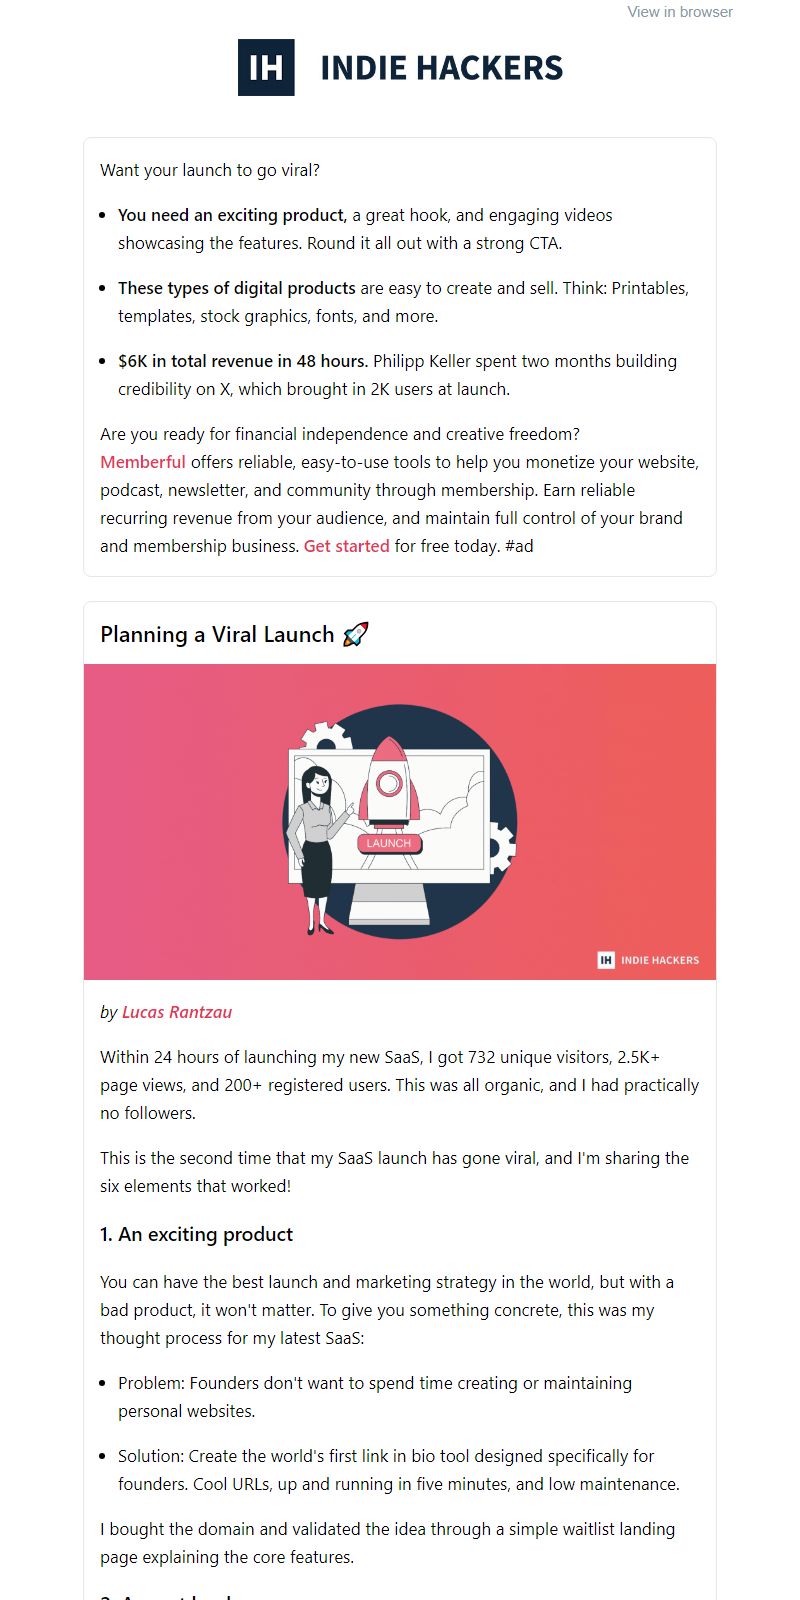 View in browser
IH INDIE HACKERS
Want your launch to go viral?
• You need an exciting product, a great hook, and engaging videos
showcasing the features. Round it all out with a strong CTA.
• These types of digital products are easy to create and sell. Think: Printables,
templates, stock graphics, fonts, and more.
• $6K in total revenue in 48 hours. Philipp Keller spent two months building
credibility on X, which brought in 2K users at launch.
Are you ready for financial independence and creative freedom?
Memberful offers reliable, easy-to-use tools to help you monetize your website,
podcast, newsletter, and community through membership. Earn reliable
recurring revenue from your audience, and maintain full control of your brand
and membership business. Get started for free today. #ad
Planning a Viral Launch 🚀
LAUNCH
IH INDIE HACKERS
by Lucas Rantzau
Within 24 hours of launching my new SaaS, I got 732 unique visitors, 2.5K+
page views, and 200+ registered users. This was all organic, and I had practically
no followers.
This is the second time that my SaaS launch has gone viral, and I'm sharing the
six elements that worked!
1. An exciting product
You can have the best launch and marketing strategy in the world, but with a
bad product, it won't matter. To give you something concrete, this was my
thought process for my latest SaaS:
• Problem: Founders don't want to spend time creating or maintaining
personal websites.
• Solution: Create the world's first link in bio tool designed specifically for
founders. Cool URLs, up and running in five minutes, and low maintenance.
I bought the domain and validated the idea through a simple waitlist landing
page explaining the core features.